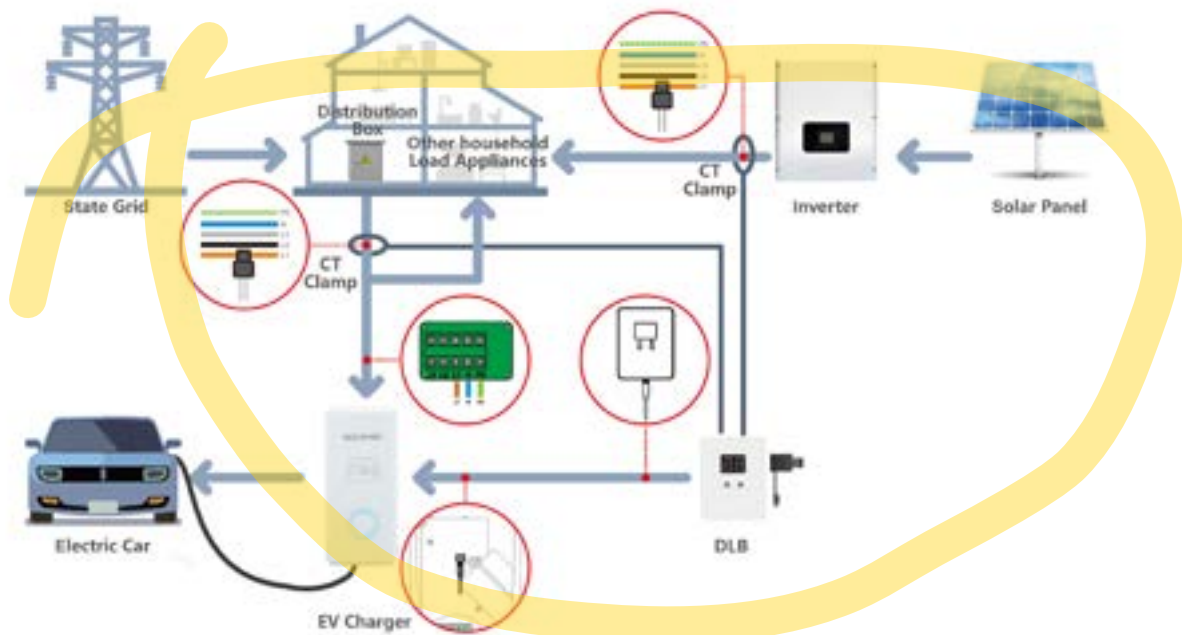 Distribution
Box
Other household
Load Appliances
State Grid
CT
Clamp
Inverter
Solar Panel
CT
Clamp
Electric Car
EV Charger
DLB